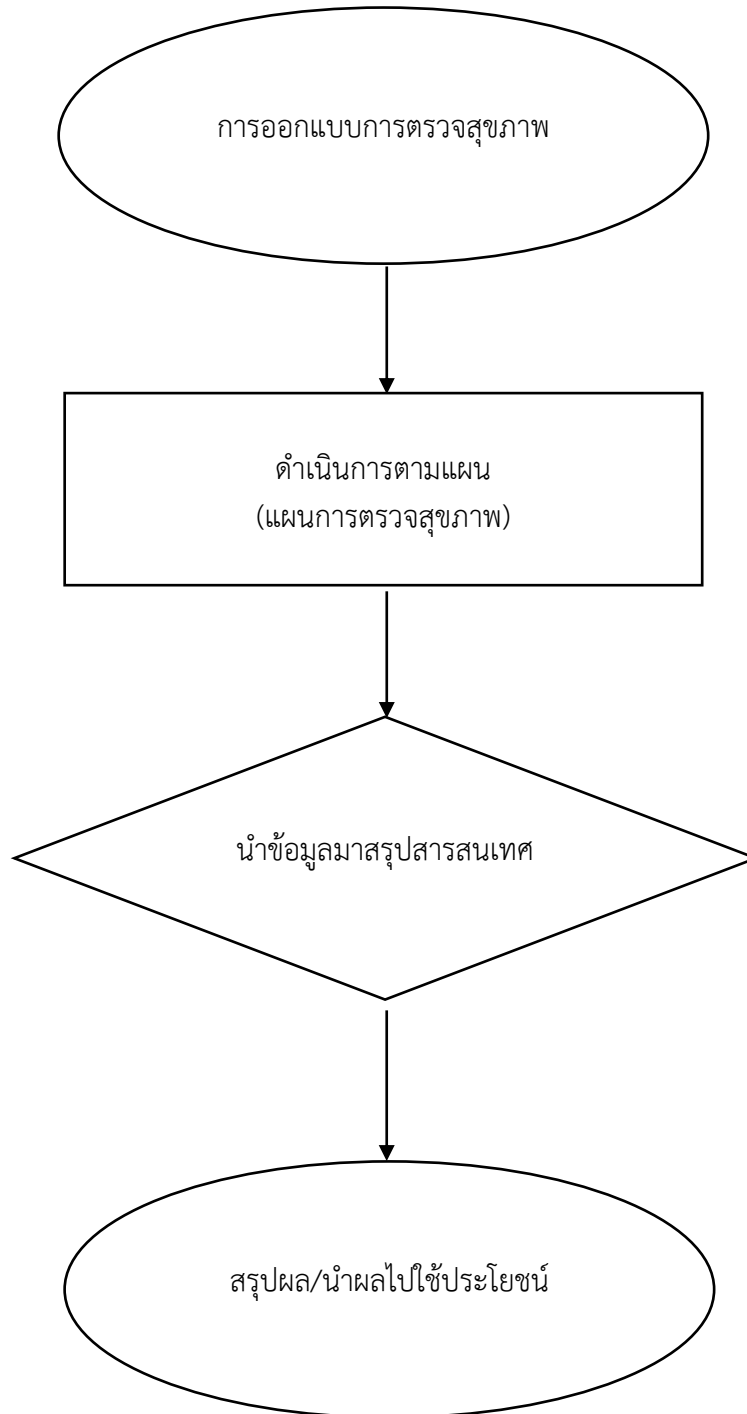 การออกแบบการตรวจสุขภาพ
ดำเนินการตามแผน
(แผนการตรวจสุขภาพ)
นำข้อมูลมาสรุปสารสนเทศ
สรุปผล/นำผลไปใช้ประโยชน์